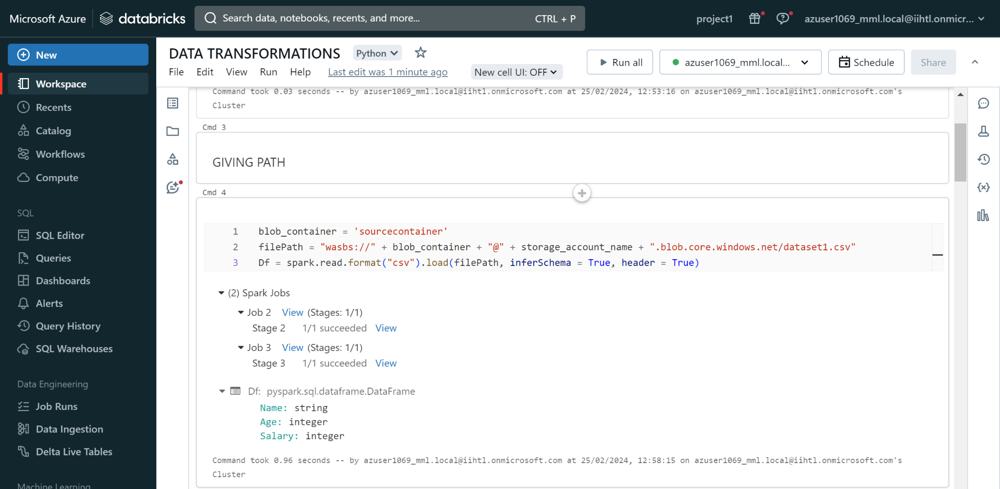 Microsoft Azure databricks
Search data, notebooks, recents, and more... CTRL + P
project1
azuser1069_mml.local@iihtl.onmicr...
New
Workspace
Recents
Catalog
Workflows
Compute
SQL
SQL Editor
Queries
Dashboards
Alerts
Query History
SQL Warehouses
Data Engineering
Job Runs
Data Ingestion
Delta Live Tables
Machine Learning
DATA TRANSFORMATIONS Python
File Edit View Run Help Last edit was 1 minute ago New cell UI: OFF
Run all azuser1069_mml.local... Schedule Share
Command took 0.03 seconds -- by azuser1069_mml.local@iihtl.onmicrosoft.com at 25/02/2024, 12:53:16 on azuser1069_mml.local@iihtl.onmicrosoft.com's
Cluster
Cmd 3
GIVING PATH
Cmd 4
1 blob_container = 'sourcecontainer'
2 filePath = "wasbs://" + blob_container + "@" + storage_account_name + ".blob.core.windows.net/dataset1.csv"
3 Df = spark.read.format("csv").load(filePath, inferSchema = True, header = True)
(2) Spark Jobs
Job 2 View (Stages: 1/1)
Stage 2 1/1 succeeded View
Job 3 View (Stages: 1/1)
Stage 3 1/1 succeeded View
Df: pyspark.sql.dataframe.DataFrame
Name: string
Age: integer
Salary: integer
Command took 0.96 seconds -- by azuser1069_mml.local@iihtl.onmicrosoft.com at 25/02/2024, 12:58:15 on azuser1069_mml.local@iihtl.onmicrosoft.com's
Cluster